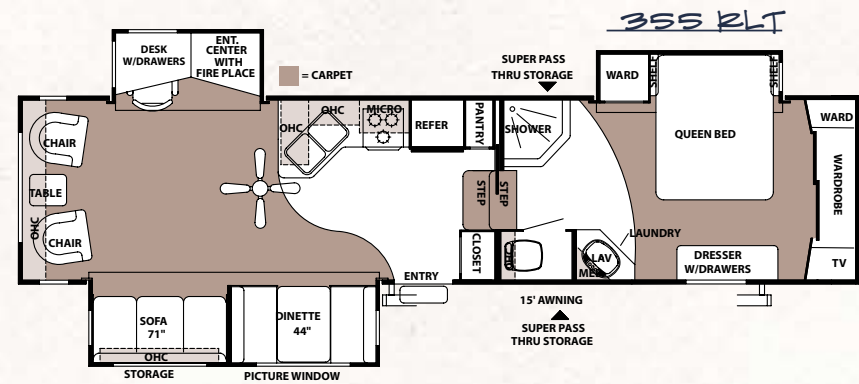 355 RLT
DESK
W/DRAWERS
ENT.
CENTER
WITH
FIRE PLACE
= CARPET
SUPER PASS
THRU STORAGE
WARD
SHELF
SHELF
OHC
OHC
MICRO
REFER
PANTRY
SHOWER
QUEEN BED
WARD
WARDROBE
TV
CHAIR
TABLE
CHAIR
OHC
STEP
STEP
CLOSET
ENTRY
OHC
LAV
MED
LAUNDRY
DRESSER
W/DRAWERS
SOFA
71"
OHC
STORAGE
DINETTE
44"
PICTURE WINDOW
15' AWNING
SUPER PASS
THRU STORAGE